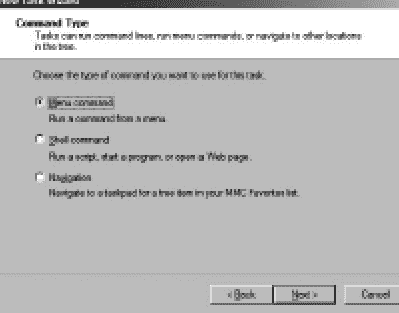 New Task Wizard
Command Type
Tasks can run command lines, run menu commands, or navigate to other locations
in the tree.
Choose the type of command you want to use for this task.
Menu command
Run a command from a menu.
Shell command
Run a script, start a program, or open a Web page.
Navigation
Navigate to a taskpad for a tree item in your MMC Favorites list.
< Back
Next >
Cancel